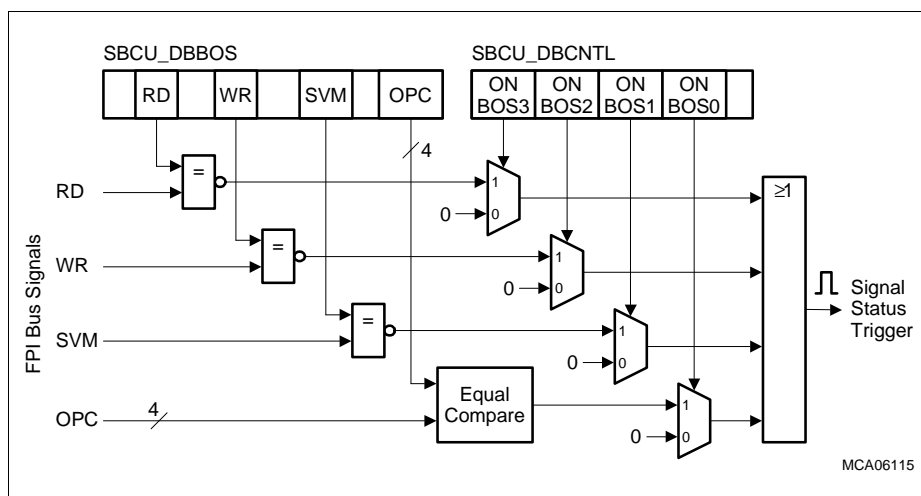 SBCU_DBBOS
SBCU_DBCNTL
RD
WR
SVM
OPC
ON
BOS3
ON
BOS2
ON
BOS1
ON
BOS0
4
FPI Bus Signals
RD
=
1
0
0
≥1
WR
=
1
0
0
Signal
Status
Trigger
SVM
=
1
0
0
OPC
4
Equal
Compare
1
0
0
MCA06115